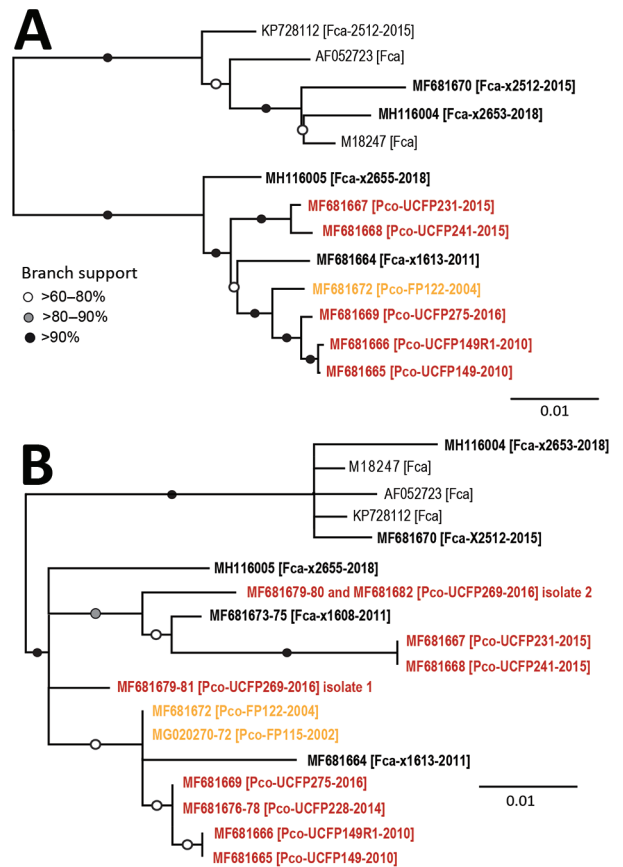 A
KP728112 [Fca-2512-2015]
AF052723 [Fca]
MF681670 [Fca-x2512-2015]
MH116004 [Fca-x2653-2018]
M18247 [Fca]
MH116005 [Fca-x2655-2018]
MF681667 [Pco-UCFP231-2015]
MF681668 [Pco-UCFP241-2015]
MF681664 [Fca-x1613-2011]
MF681672 [Pco-FP122-2004]
MF681669 [Pco-UCFP275-2016]
MF681666 [Pco-UCFP149R1-2010]
MF681665 [Pco-UCFP149-2010]
Branch support
>60–80%
>80–90%
>90%
0.01
B
MH116004 [Fca-x2653-2018]
M18247 [Fca]
AF052723 [Fca]
KP728112 [Fca]
MF681670 [Fca-X2512-2015]
MH116005 [Fca-x2655-2018]
MF681679-80 and MF681682 [Pco-UCFP269-2016] isolate 2
MF681673-75 [Fca-x1608-2011]
MF681667 [Pco-UCFP231-2015]
MF681668 [Pco-UCFP241-2015]
MF681679-81 [Pco-UCFP269-2016] isolate 1
MF681672 [Pco-FP122-2004]
MG020270-72 [Pco-FP115-2002]
MF681664 [Fca-x1613-2011]
MF681669 [Pco-UCFP275-2016]
MF681676-78 [Pco-UCFP228-2014]
MF681666 [Pco-UCFP149R1-2010]
MF681665 [Pco-UCFP149-2010]
0.01